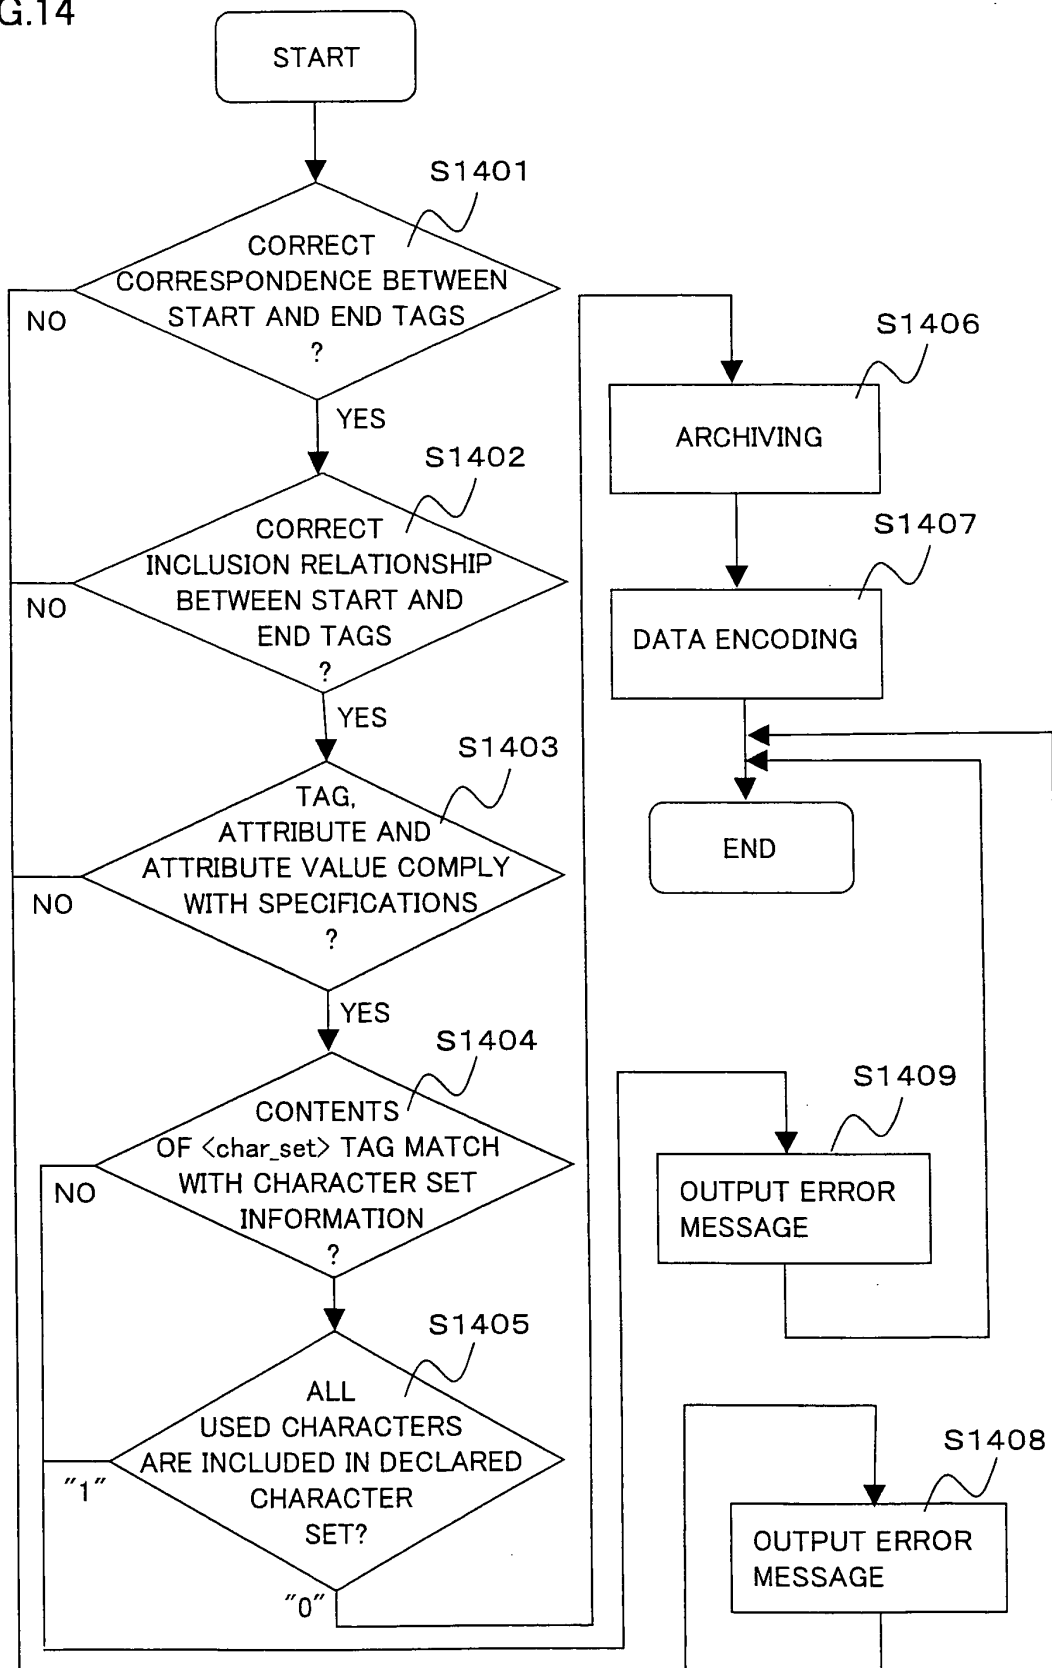 G.14
START
S1401
CORRECT
CORRESPONDENCE BETWEEN
START AND END TAGS
?
NO
YES
S1402
CORRECT
INCLUSION RELATIONSHIP
BETWEEN START AND
END TAGS
?
NO
YES
S1403
TAG,
ATTRIBUTE AND
ATTRIBUTE VALUE COMPLY
WITH SPECIFICATIONS
?
NO
YES
S1404
CONTENTS
OF <char_set> TAG MATCH
WITH CHARACTER SET
INFORMATION
?
NO
S1405
ALL
USED CHARACTERS
ARE INCLUDED IN DECLARED
CHARACTER
SET?
"1"
"0"
S1406
ARCHIVING
S1407
DATA ENCODING
END
S1409
OUTPUT ERROR
MESSAGE
S1408
OUTPUT ERROR
MESSAGE